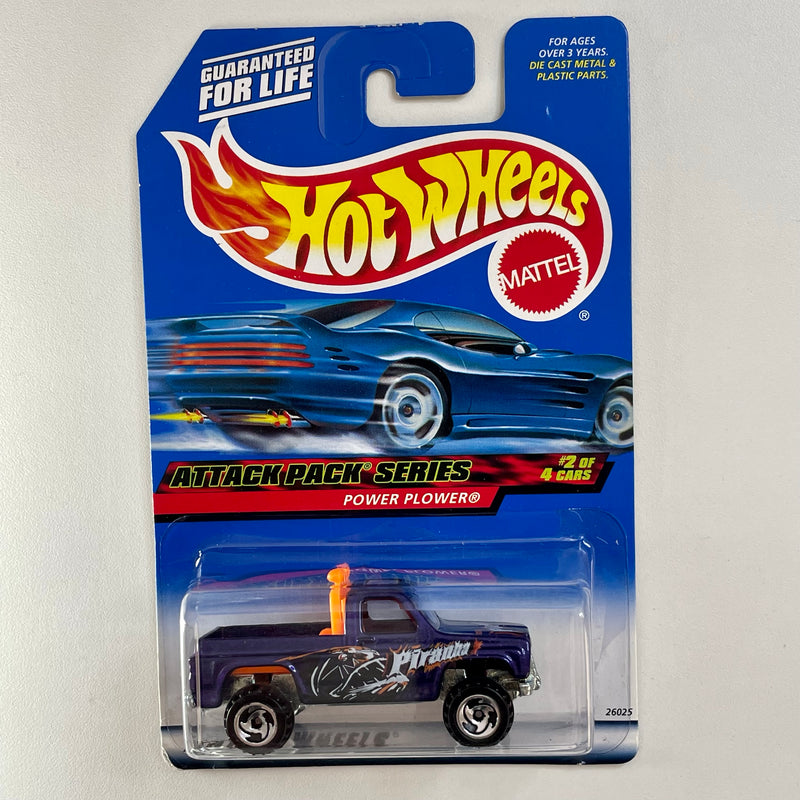 GUARANTEED
FOR LIFE
FOR AGES
OVER 3 YEARS.
DIE CAST METAL &
PLASTIC PARTS.
HOT WHEELS
MATTEL
®
ATTACK PACK® SERIES
#2 OF
4 CARS
POWER PLOWER®
Piranha
26025
WHEELS®